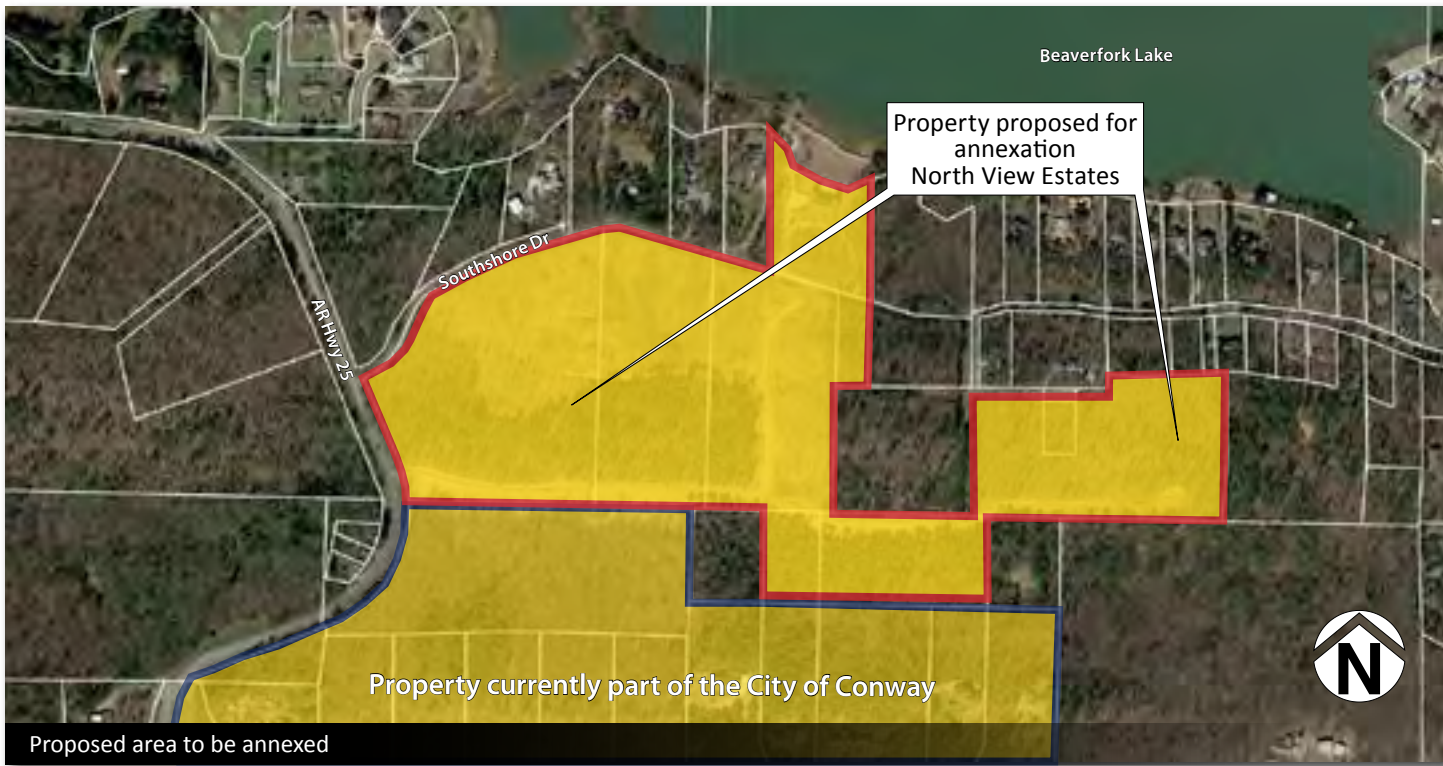 Beaverfork Lake
Property proposed for
annexation
North View Estates
Southshore Dr
AR Hwy 25
Property currently part of the City of Conway
N
Proposed area to be annexed